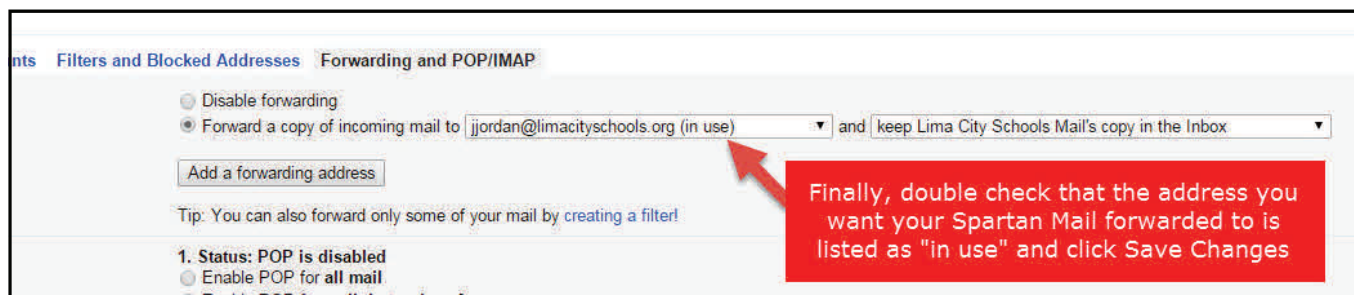 nts Filters and Blocked Addresses Forwarding and POP/IMAP
Disable forwarding
Forward a copy of incoming mail to jjordan@limacityschools.org (in use) and keep Lima City Schools Mail's copy in the Inbox
Add a forwarding address
Finally, double check that the address you
want your Spartan Mail forwarded to is
listed as "in use" and click Save Changes
Tip: You can also forward only some of your mail by creating a filter!
1. Status: POP is disabled
Enable POP for all mail